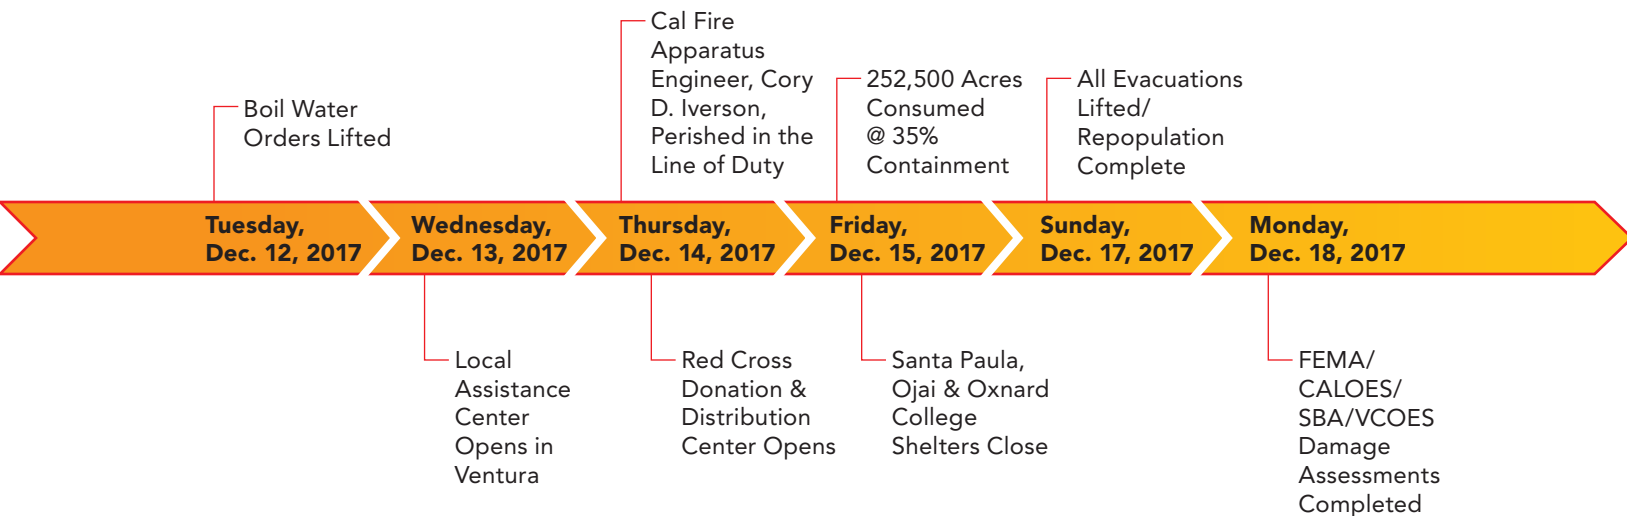 Boil Water
Orders Lifted
Cal Fire
Apparatus
Engineer, Cory
D. Iverson,
Perished in the
Line of Duty
252,500 Acres
Consumed
@ 35%
Containment
All Evacuations
Lifted/
Repopulation
Complete
Tuesday,
Dec. 12, 2017
Wednesday,
Dec. 13, 2017
Thursday,
Dec. 14, 2017
Friday,
Dec. 15, 2017
Sunday,
Dec. 17, 2017
Monday,
Dec. 18, 2017
Local
Assistance
Center
Opens in
Ventura
Red Cross
Donation &
Distribution
Center Opens
Santa Paula,
Ojai & Oxnard
College
Shelters Close
FEMA/
CALOES/
SBA/VCOES
Damage
Assessments
Completed